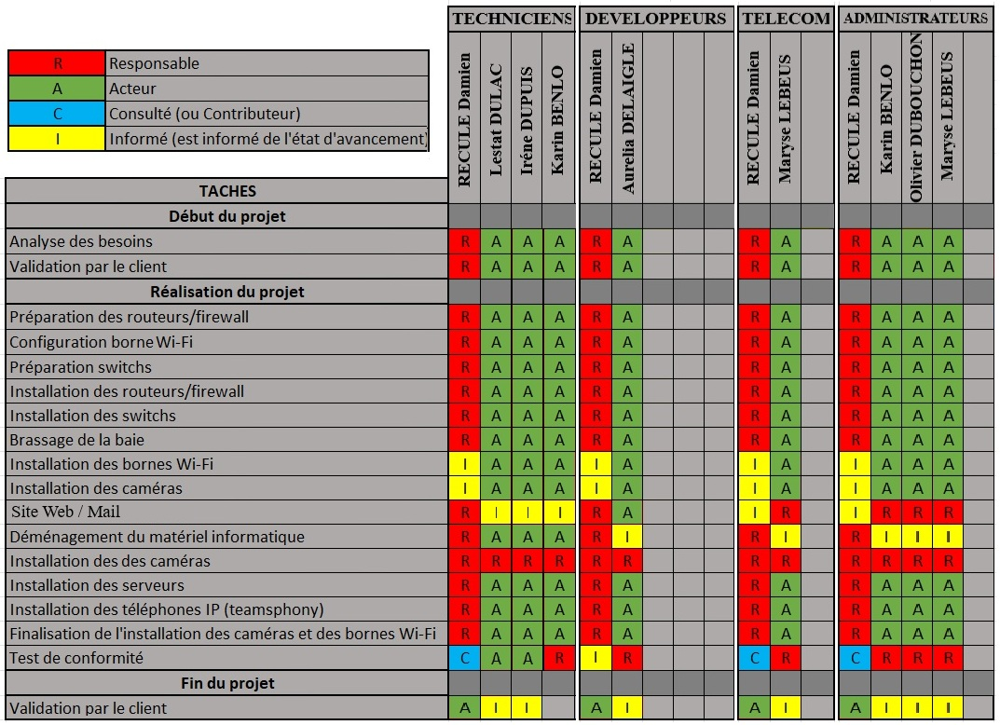 TECHNICIENS DEVELOPPEURS TELECOM ADMINISTRATEURS
R Responsable
A Acteur
C Consulté (ou Contributeur)
I Informé (est informé de l'état d'avancement)
RECULE Damien
Lestat DULAC
Iréne DUPUIS
Karin BENLO
RECULE Damien
Aurelia DELAIGLE
RECULE Damien
Maryse LEBEUS
RECULE Damien
Karin BENLO
Olivier DUBOUCHON
Maryse LEBEUS
TACHES
Début du projet
Analyse des besoins R A A A R A R A R A A A
Validation par le client R A A A R A R A R A A A
Réalisation du projet
Préparation des routeurs/firewall R A A A R A R A R A A A
Configuration borne Wi-Fi R A A A R A R A R A A A
Préparation switchs R A A A R A R A R A A A
Installation des routeurs/firewall R A A A R A R A R A A A
Installation des switchs R A A A R A R A R A A A
Brassage de la baie R A A A R A R A R A A A
Installation des bornes Wi-Fi I A A A I A I A I A A A
Installation des caméras I A A A I A I A I A A A
Site Web / Mail R I I I R A I R I R R R
Déménagement du matériel informatique R A A A R I R I R I I I
Installation des des caméras R R R R R R R R R R R R
Installation des serveurs R A A A R A R A R A A A
Installation des téléphones IP (teamsphony) R A A A R A R A R A A A
Finalisation de l'installation des caméras et des bornes Wi-Fi R A A A R A R A R A A A
Test de conformité C A A R I R C R C R R R
Fin du projet
Validation par le client A I I A I A I A I I I